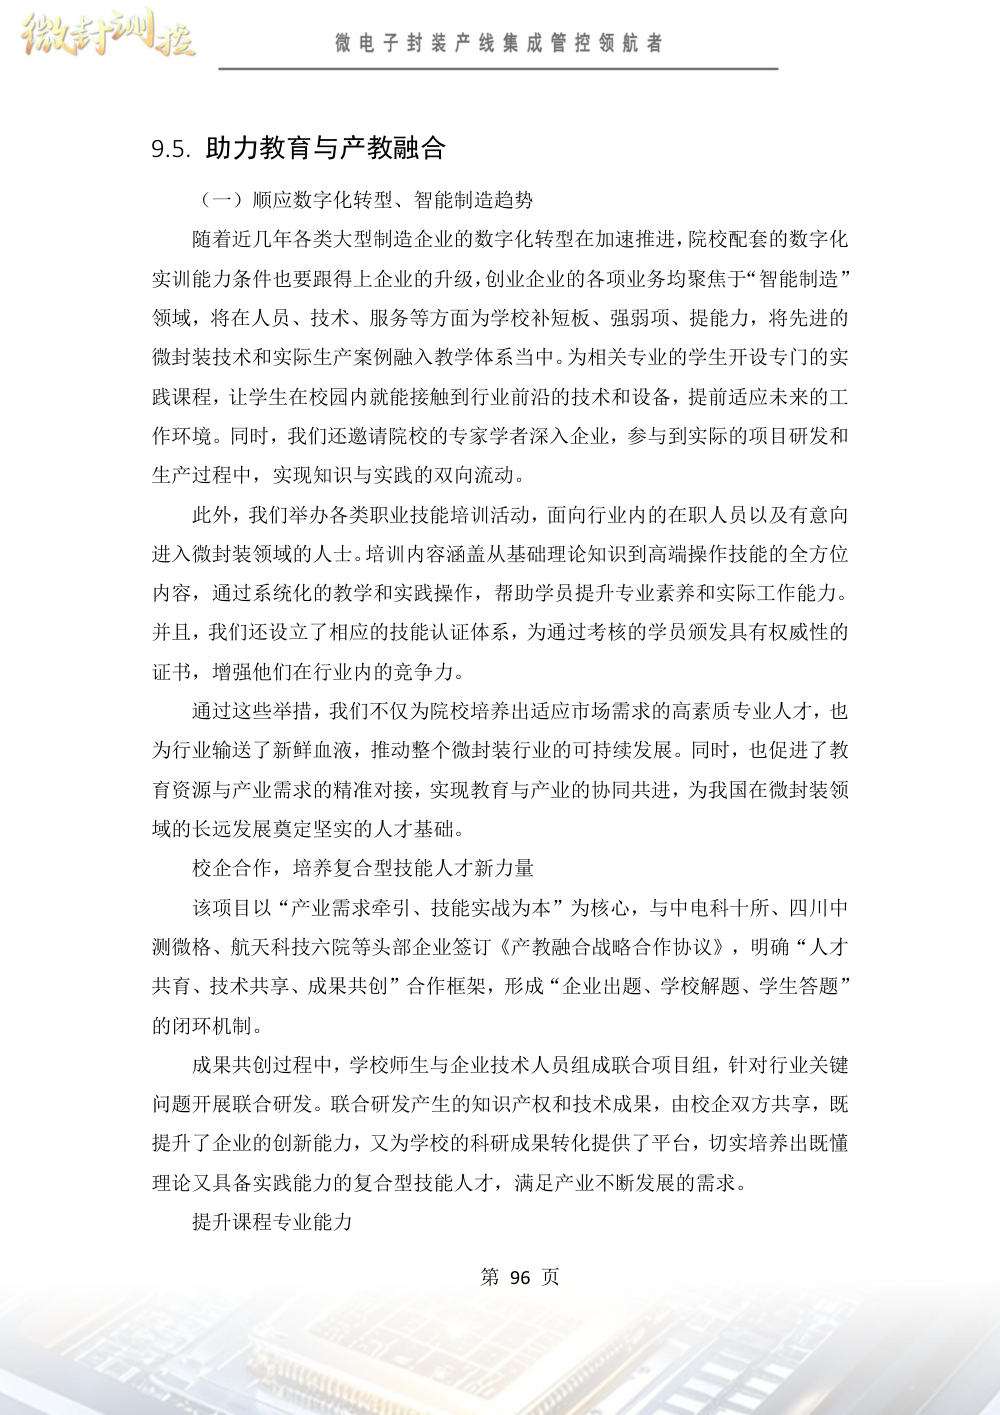 微封训控
微电子封装产线集成管控领航者
9.5. 助力教育与产教融合
（一）顺应数字化转型、智能制造趋势
随着近几年各类大型制造企业的数字化转型在加速推进，院校配套的数字化
实训能力条件也要跟得上企业的升级，创业企业的各项业务均聚焦于“智能制造”
领域，将在人员、技术、服务等方面为学校补短板、强弱项、提能力，将先进的
微封装技术和实际生产案例融入教学体系当中。为相关专业的学生开设专门的实
践课程，让学生在校园内就能接触到行业前沿的技术和设备，提前适应未来的工
作环境。同时，我们还邀请院校的专家学者深入企业，参与到实际的项目研发和
生产过程中，实现知识与实践的双向流动。
此外，我们举办各类职业技能培训活动，面向行业内的在职人员以及有意向
进入微封装领域的人士。培训内容涵盖从基础理论知识到高端操作技能的全方位
内容，通过系统化的教学和实践操作，帮助学员提升专业素养和实际工作能力。
并且，我们还设立了相应的技能认证体系，为通过考核的学员颁发具有权威性的
证书，增强他们在行业内的竞争力。
通过这些举措，我们不仅为院校培养出适应市场需求的高素质专业人才，也
为行业输送了新鲜血液，推动整个微封装行业的可持续发展。同时，也促进了教
育资源与产业需求的精准对接，实现教育与产业的协同共进，为我国在微封装领
域的长远发展奠定坚实的人才基础。
校企合作，培养复合型技能人才新力量
该项目以“产业需求牵引、技能实战为本”为核心，与中电科十所、四川中
测微格、航天科技六院等头部企业签订《产教融合战略合作协议》，明确“人才
共育、技术共享、成果共创”合作框架，形成“企业出题、学校解题、学生答题”
的闭环机制。
成果共创过程中，学校师生与企业技术人员组成联合项目组，针对行业关键
问题开展联合研发。联合研发产生的知识产权和技术成果，由校企双方共享，既
提升了企业的创新能力，又为学校的科研成果转化提供了平台，切实培养出既懂
理论又具备实践能力的复合型技能人才，满足产业不断发展的需求。
提升课程专业能力
第 96 页